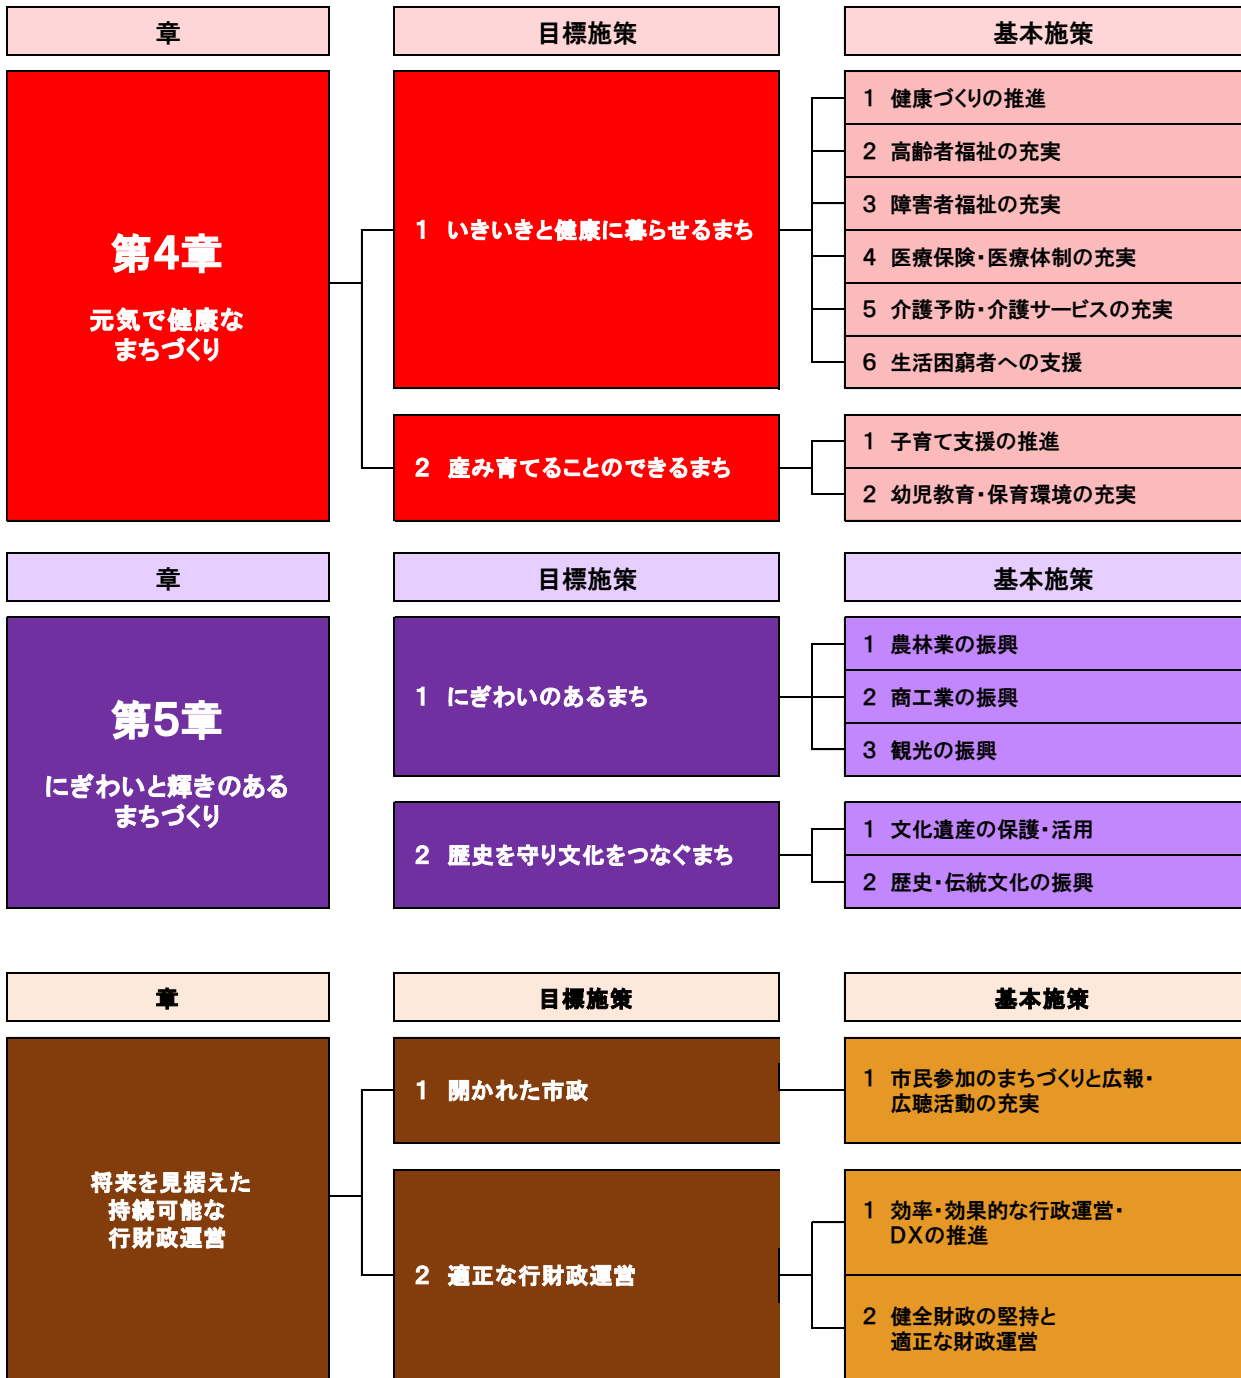 章
目標施策
基本施策
第4章
元気で健康な
まちづくり
1 いきいきと健康に暮らせるまち
1 健康づくりの推進
2 高齢者福祉の充実
3 障害者福祉の充実
4 医療保険・医療体制の充実
5 介護予防・介護サービスの充実
6 生活困窮者への支援
2 産み育てることのできるまち
1 子育て支援の推進
2 幼児教育・保育環境の充実
章
目標施策
基本施策
第5章
にぎわいと輝きのある
まちづくり
1 にぎわいのあるまち
1 農林業の振興
2 商工業の振興
3 観光の振興
2 歴史を守り文化をつなぐまち
1 文化遺産の保護・活用
2 歴史・伝統文化の振興
章
目標施策
基本施策
将来を見据えた
持続可能な
行財政運営
1 開かれた市政
1 市民参加のまちづくりと広報・
広聴活動の充実
2 適正な行財政運営
1 効率・効果的な行政運営・
DXの推進
2 健全財政の堅持と
適正な財政運営